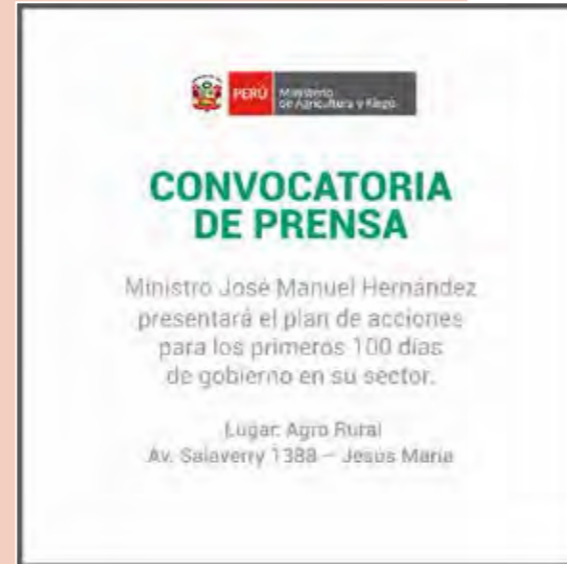 PERÚ
Ministerio
de Agricultura y Riego
CONVOCATORIA
DE PRENSA
Ministro José Manuel Hernández
presentará el plan de acciones
para los primeros 100 días
de gobierno en su sector.
Lugar: Agro Rural
Av. Salaverry 1388 – Jesús María